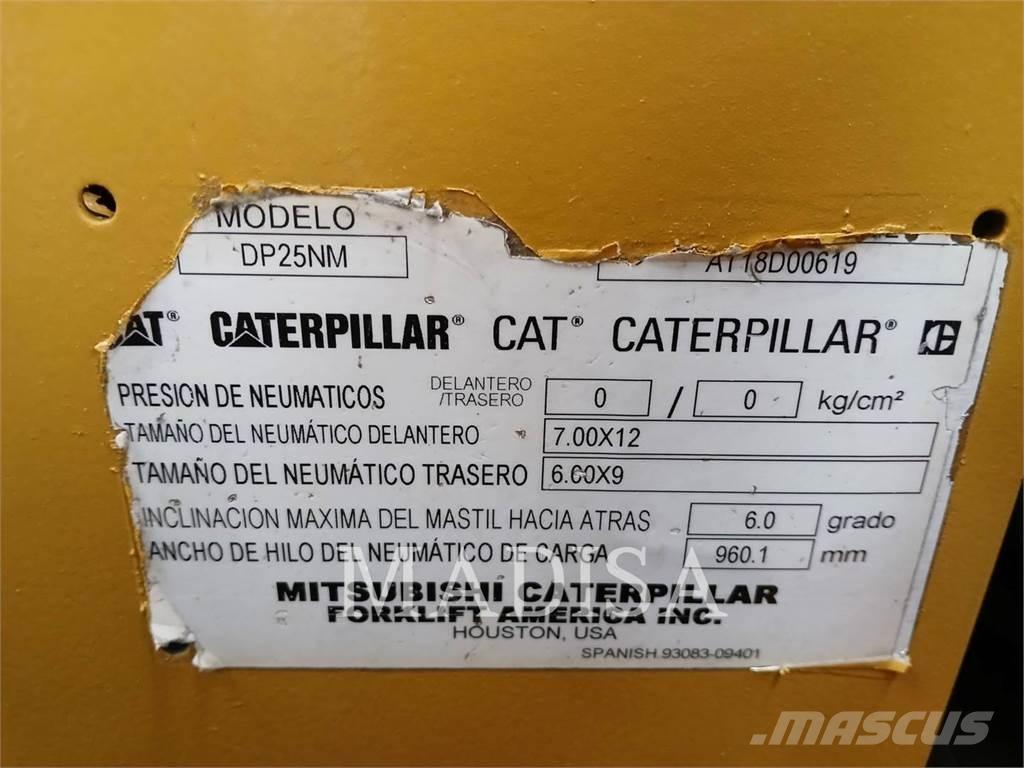 MODELO
DP25NM
AT18D00619
CAT® CATERPILLAR® CAT® CATERPILLAR®
PRESION DE NEUMATICOS DELANTERO /TRASERO 0 / 0 kg/cm²
TAMAÑO DEL NEUMÁTICO DELANTERO 7.00X12
TAMAÑO DEL NEUMÁTICO TRASERO 6.00X9
INCLINACION MAXIMA DEL MASTIL HACIA ATRAS 6.0 grado
ANCHO DE HILO DEL NEUMÁTICO DE CARGA 960.1 mm
MADISA
MITSUBISHI CATERPILLAR
FORKLIFT AMERICA INC.
HOUSTON, USA
SPANISH 93083-09401
MASCUS